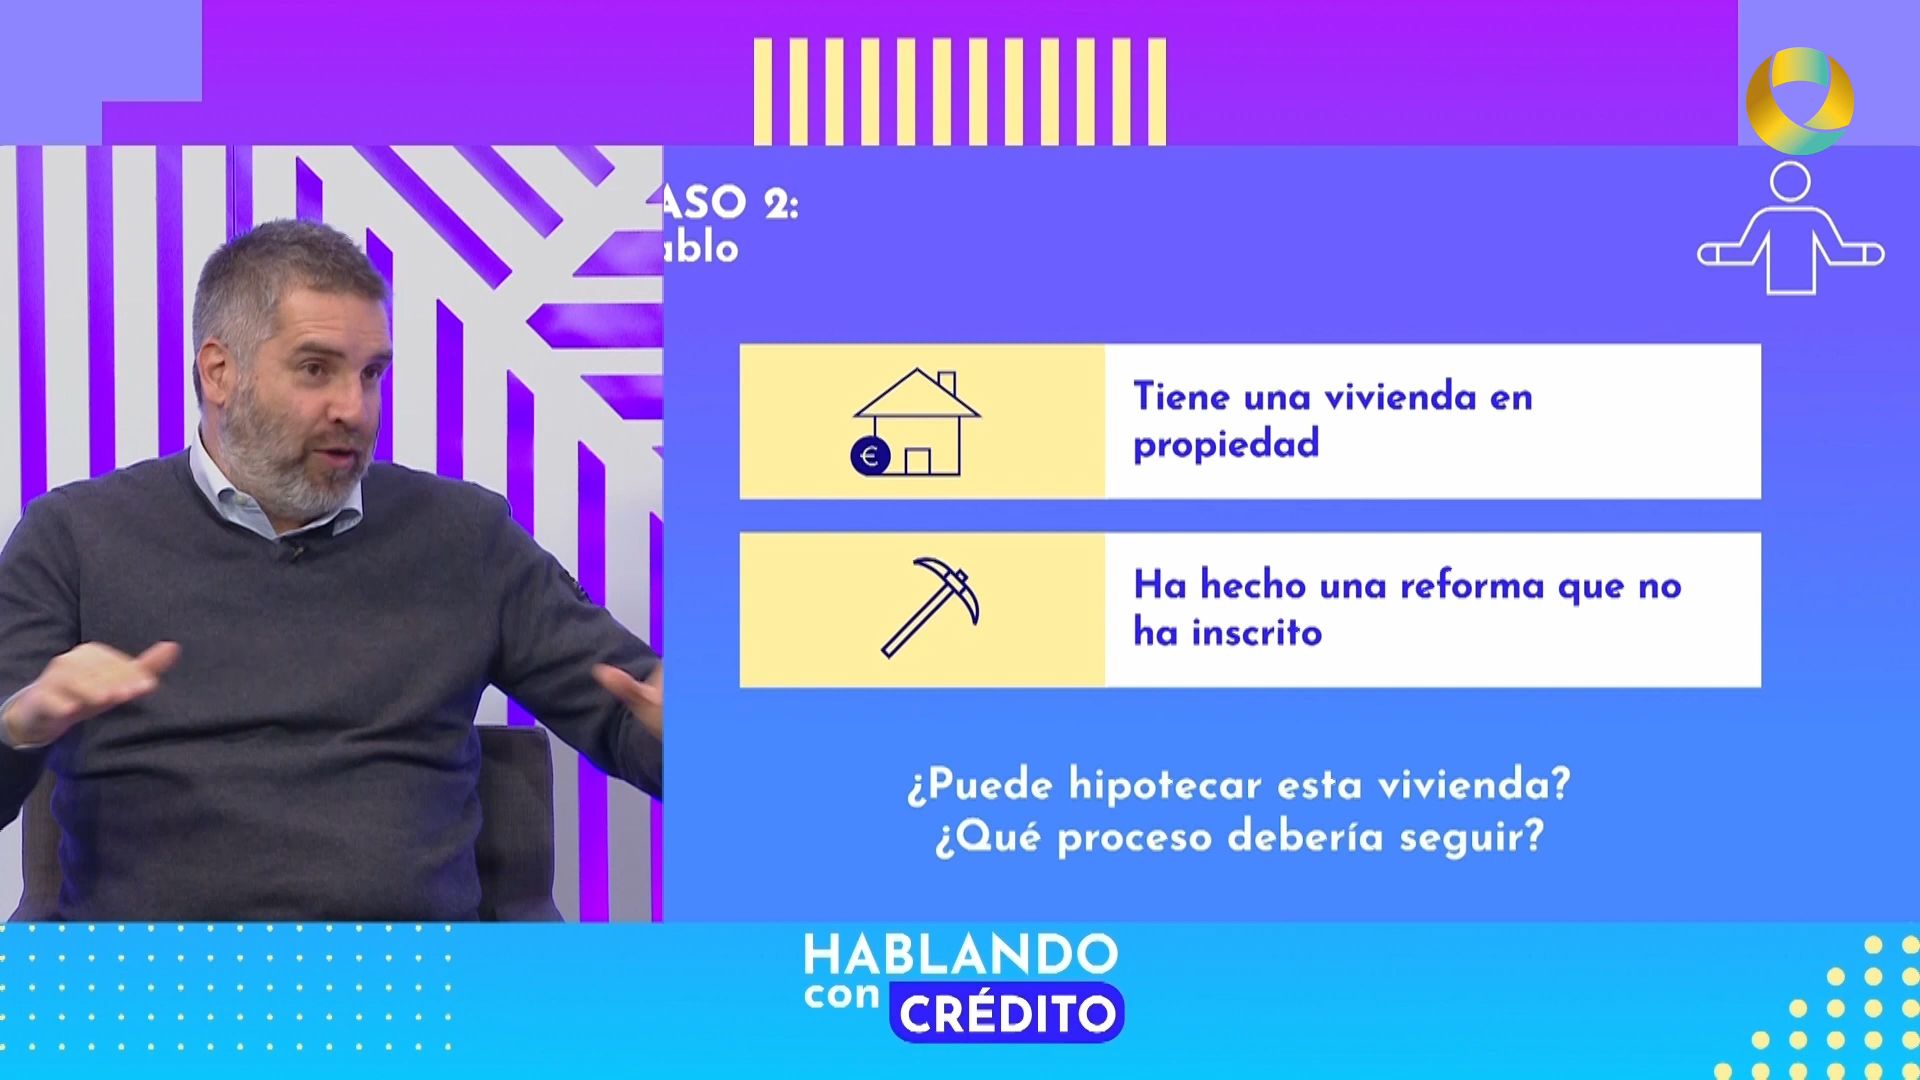 ASO 2:
ablo
Tiene una vivienda en
propiedad
€
Ha hecho una reforma que no
ha inscrito
¿Puede hipotecar esta vivienda?
¿Qué proceso debería seguir?
HABLANDO
con CRÉDITO